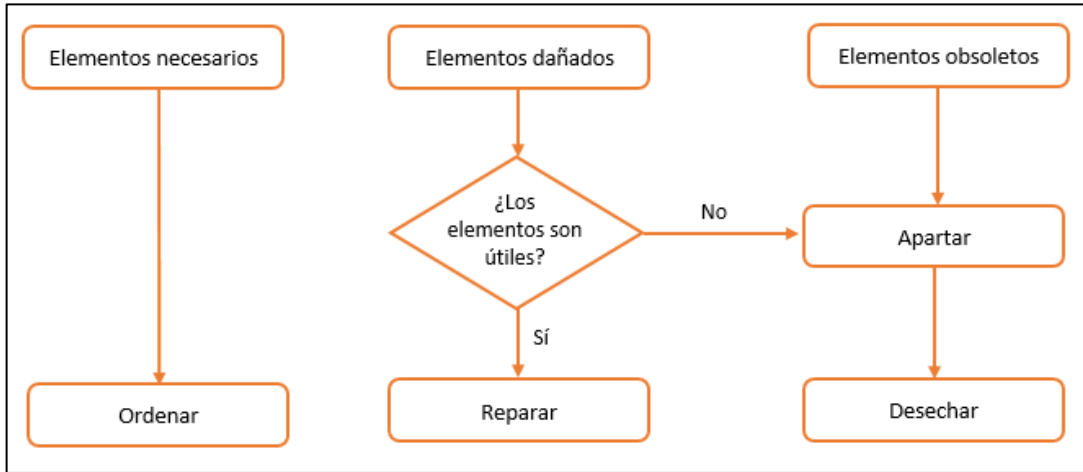 Elementos necesarios
Elementos dañados
Elementos obsoletos
¿Los
elementos son
útiles?
No
Apartar
Sí
Ordenar
Reparar
Desechar